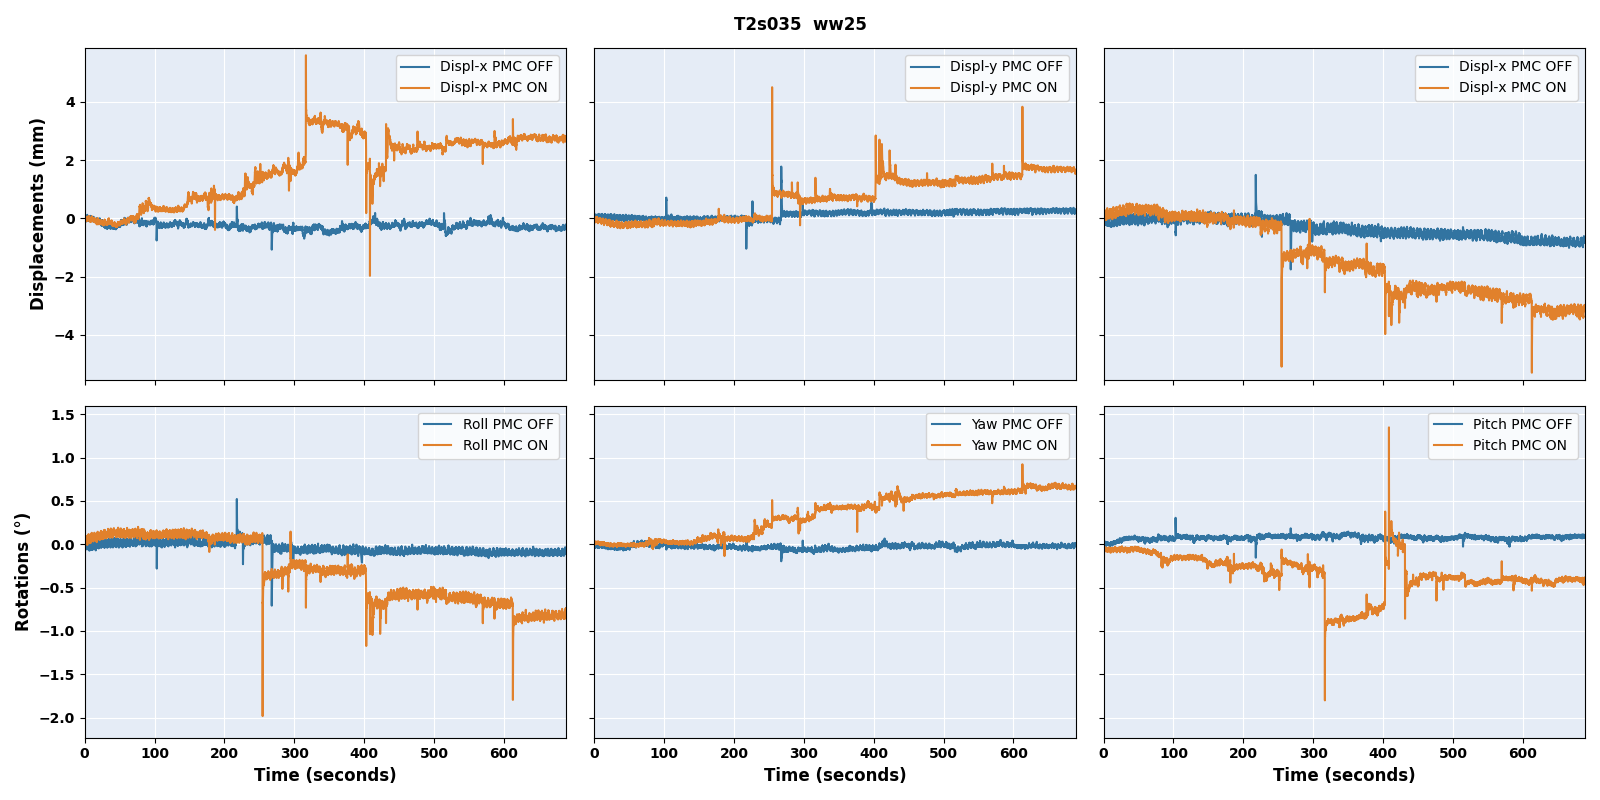 T2s035 ww25
Displ-x PMC OFF
Displ-x PMC ON
Displ-y PMC OFF
Displ-y PMC ON
Displ-x PMC OFF
Displ-x PMC ON
Displacements (mm)
4
2
0
−2
−4
Roll PMC OFF
Roll PMC ON
Yaw PMC OFF
Yaw PMC ON
Pitch PMC OFF
Pitch PMC ON
Rotations (°)
1.5
1.0
0.5
0.0
−0.5
−1.0
−1.5
−2.0
0 100 200 300 400 500 600
0 100 200 300 400 500 600
0 100 200 300 400 500 600
Time (seconds)
Time (seconds)
Time (seconds)